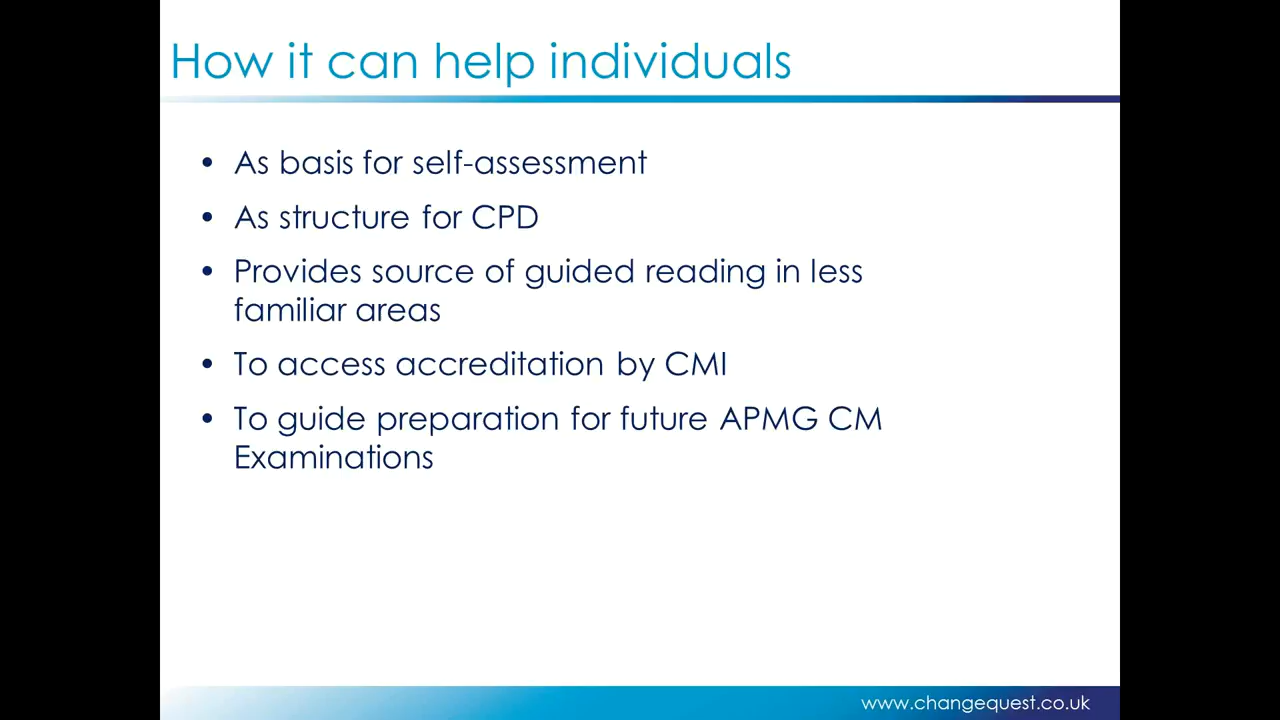 How it can help individuals
• As basis for self-assessment
• As structure for CPD
• Provides source of guided reading in less
familiar areas
• To access accreditation by CMI
• To guide preparation for future APMG CM
Examinations
www.changequest.co.uk